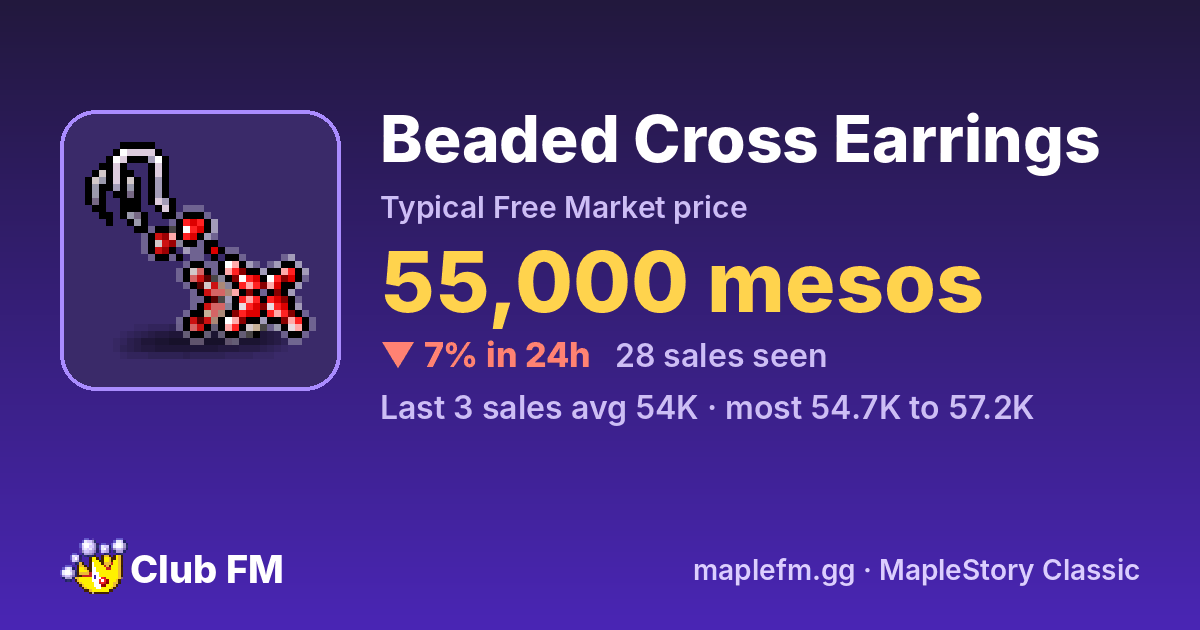 Beaded Cross Earrings
Typical Free Market price
55,000 mesos
▼ 7% in 24h 28 sales seen
Last 3 sales avg 54K · most 54.7K to 57.2K
Club FM
maplefm.gg · MapleStory Classic